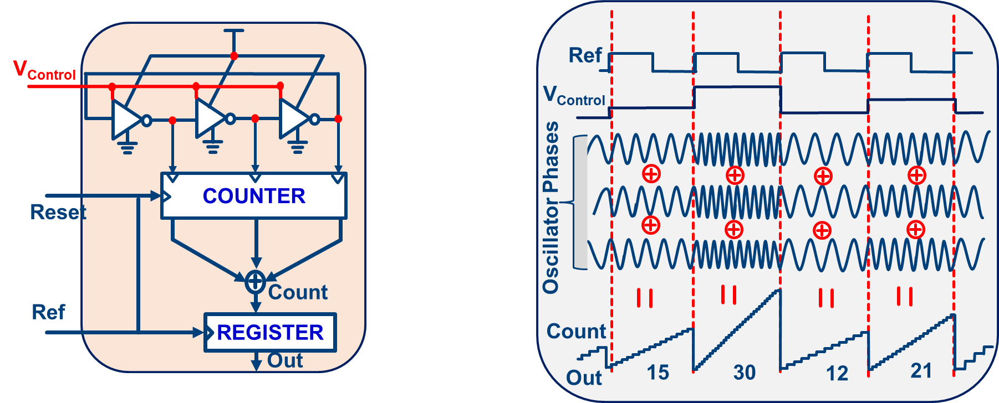 VControl
COUNTER
Reset
Count
Ref
REGISTER
Out
Ref
VControl
Oscillator Phases
Count
Out
15
30
12
21